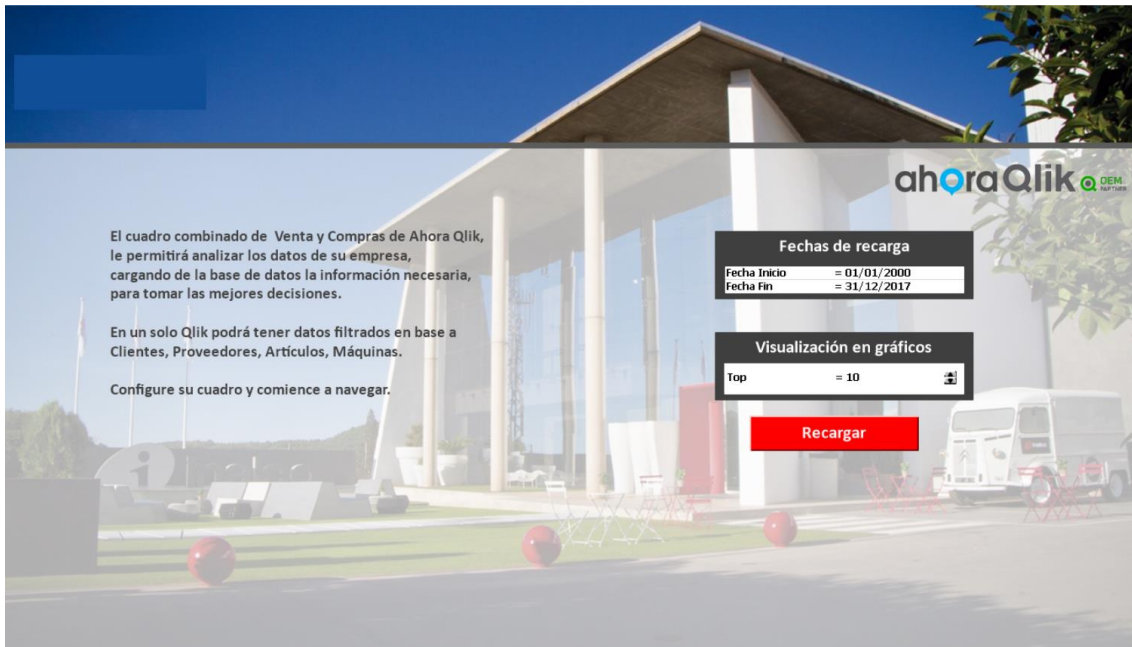 ahora Qlik
OEM
PARTNER
El cuadro combinado de Venta y Compras de Ahora Qlik,
le permitirá analizar los datos de su empresa,
cargando de la base de datos la información necesaria,
para tomar las mejores decisiones.
En un solo Qlik podrá tener datos filtrados en base a
Clientes, Proveedores, Artículos, Máquinas.
Configure su cuadro y comience a navegar.
Fechas de recarga
Fecha Inicio = 01/01/2000
Fecha Fin = 31/12/2017
Visualización en gráficos
Top = 10
Recargar